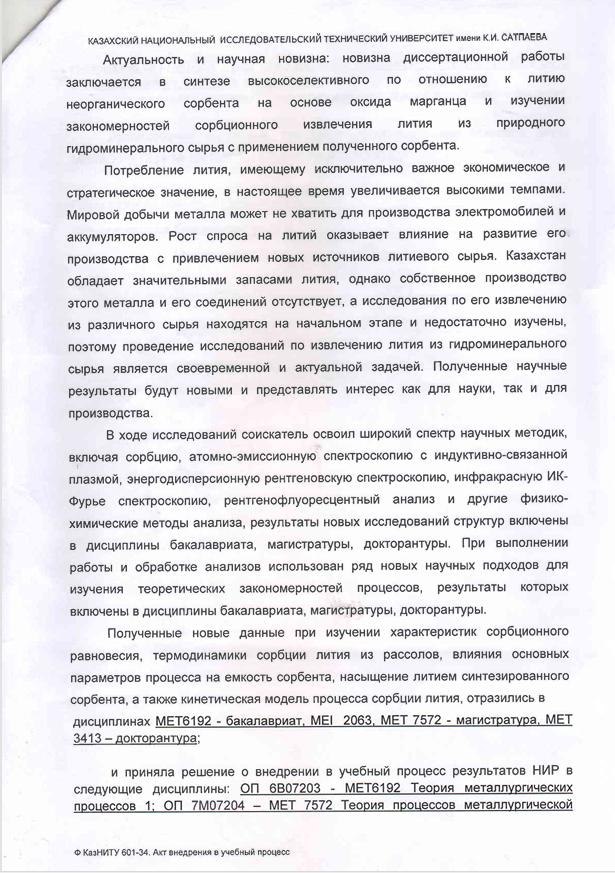 КАЗАХСКИЙ НАЦИОНАЛЬНЫЙ ИССЛЕДОВАТЕЛЬСКИЙ ТЕХНИЧЕСКИЙ УНИВЕРСИТЕТ имени К.И. САТПАЕВА
Актуальность и научная новизна: новизна диссертационной работы
заключается в синтезе высокоселективного по отношению к литию
неорганического сорбента на основе оксида марганца и изучении
закономерностей сорбционного извлечения лития из природного
гидроминерального сырья с применением полученного сорбента.
Потребление лития, имеющему исключительно важное экономическое и
стратегическое значение, в настоящее время увеличивается высокими темпами.
Мировой добычи металла может не хватить для производства электромобилей и
аккумуляторов. Рост спроса на литий оказывает влияние на развитие его
производства с привлечением новых источников литиевого сырья. Казахстан
обладает значительными запасами лития, однако собственное производство
этого металла и его соединений отсутствует, а исследования по его извлечению
из различного сырья находятся на начальном этапе и недостаточно изучены,
поэтому проведение исследований по извлечению лития из гидроминерального
сырья является своевременной и актуальной задачей. Полученные научные
результаты будут новыми и представлять интерес как для науки, так и для
производства.
В ходе исследований соискатель освоил широкий спектр научных методик,
включая сорбцию, атомно-эмиссионную спектроскопию с индуктивно-связанной
плазмой, энергодисперсионную рентгеновскую спектроскопию, инфракрасную ИК-
Фурье спектроскопию, рентгенофлуоресцентный анализ и другие физико-
химические методы анализа, результаты новых исследований структур включены
в дисциплины бакалавриата, магистратуры, докторантуры. При выполнении
работы и обработке анализов использован ряд новых научных подходов для
изучения теоретических закономерностей процессов, результаты которых
включены в дисциплины бакалавриата, магистратуры, докторантуры.
Полученные новые данные при изучении характеристик сорбционного
равновесия, термодинамики сорбции лития из рассолов, влияния основных
параметров процесса на емкость сорбента, насыщение литием синтезированного
сорбента, а также кинетическая модель процесса сорбции лития, отразились в
дисциплинах МЕТ6192 - бакалавриат, MEI 2063, МЕТ 7572 - магистратура, МЕТ
3413 – докторантура;
и приняла решение о внедрении в учебный процесс результатов НИР в
следующие дисциплины: ОП 6В07203 - МЕТ6192 Теория металлургических
процессов 1; ОП 7М07204 – МЕТ 7572 Теория процессов металлургической
Ф КазНИТУ 601-34. Акт внедрения в учебный процесс